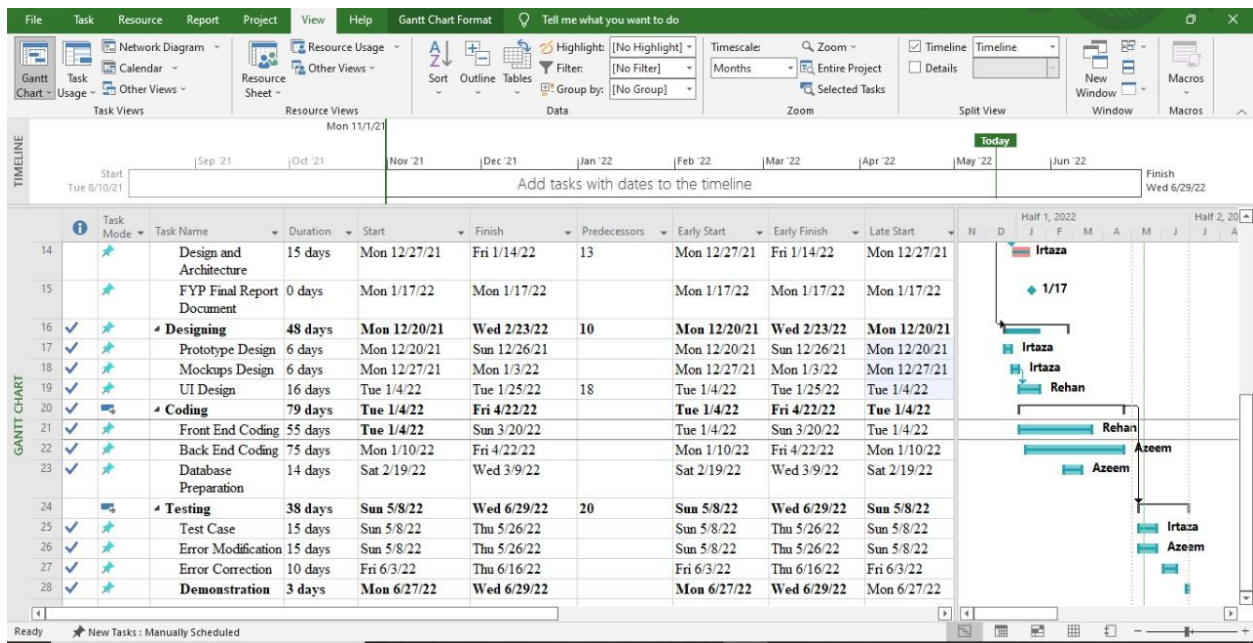 File Task Resource Report Project View Help Gantt Chart Format Tell me what you want to do
Gantt Chart
Task Usage
Network Diagram
Calendar
Other Views
Task Views
Resource Sheet
Resource Usage
Other Views
Resource Views
Sort
Outline
Tables
Highlight: [No Highlight]
Filter: [No Filter]
Group by: [No Group]
Data
Timescale:
Months
Zoom
Entire Project
Selected Tasks
Zoom
Timeline Timeline
Details
Split View
New Window
Window
Macros
Macros
TIMELINE
Mon 11/1/21
Today
Sep '21 Oct '21 Nov '21 Dec '21 Jan '22 Feb '22 Mar '22 Apr '22 May '22 Jun '22
Start
Tue 8/10/21
Add tasks with dates to the timeline
Finish
Wed 6/29/22
GANTT CHART
Task Mode Task Name Duration Start Finish Predecessors Early Start Early Finish Late Start
14 Design and Architecture 15 days Mon 12/27/21 Fri 1/14/22 13 Mon 12/27/21 Fri 1/14/22 Mon 12/27/21
15 FYP Final Report Document 0 days Mon 1/17/22 Mon 1/17/22 Mon 1/17/22 Mon 1/17/22 Mon 1/17/22
16 Designing 48 days Mon 12/20/21 Wed 2/23/22 10 Mon 12/20/21 Wed 2/23/22 Mon 12/20/21
17 Prototype Design 6 days Mon 12/20/21 Sun 12/26/21 Mon 12/20/21 Sun 12/26/21 Mon 12/20/21
18 Mockups Design 6 days Mon 12/27/21 Mon 1/3/22 Mon 12/27/21 Mon 1/3/22 Mon 12/27/21
19 UI Design 16 days Tue 1/4/22 Tue 1/25/22 18 Tue 1/4/22 Tue 1/25/22 Tue 1/4/22
20 Coding 79 days Tue 1/4/22 Fri 4/22/22 Tue 1/4/22 Fri 4/22/22 Tue 1/4/22
21 Front End Coding 55 days Tue 1/4/22 Sun 3/20/22 Tue 1/4/22 Sun 3/20/22 Tue 1/4/22
22 Back End Coding 75 days Mon 1/10/22 Fri 4/22/22 Mon 1/10/22 Fri 4/22/22 Mon 1/10/22
23 Database Preparation 14 days Sat 2/19/22 Wed 3/9/22 Sat 2/19/22 Wed 3/9/22 Sat 2/19/22
24 Testing 38 days Sun 5/8/22 Wed 6/29/22 20 Sun 5/8/22 Wed 6/29/22 Sun 5/8/22
25 Test Case 15 days Sun 5/8/22 Thu 5/26/22 Sun 5/8/22 Thu 5/26/22 Sun 5/8/22
26 Error Modification 15 days Sun 5/8/22 Thu 5/26/22 Sun 5/8/22 Thu 5/26/22 Sun 5/8/22
27 Error Correction 10 days Fri 6/3/22 Thu 6/16/22 Fri 6/3/22 Thu 6/16/22 Fri 6/3/22
28 Demonstration 3 days Mon 6/27/22 Wed 6/29/22 Mon 6/27/22 Wed 6/29/22 Mon 6/27/22
Half 1, 2022 Half 2, 20
N D J F M A M J J A
Irtaza
1/17
Irtaza
Irtaza
Rehan
Rehan
Azeem
Azeem
Irtaza
Azeem
Ready New Tasks : Manually Scheduled